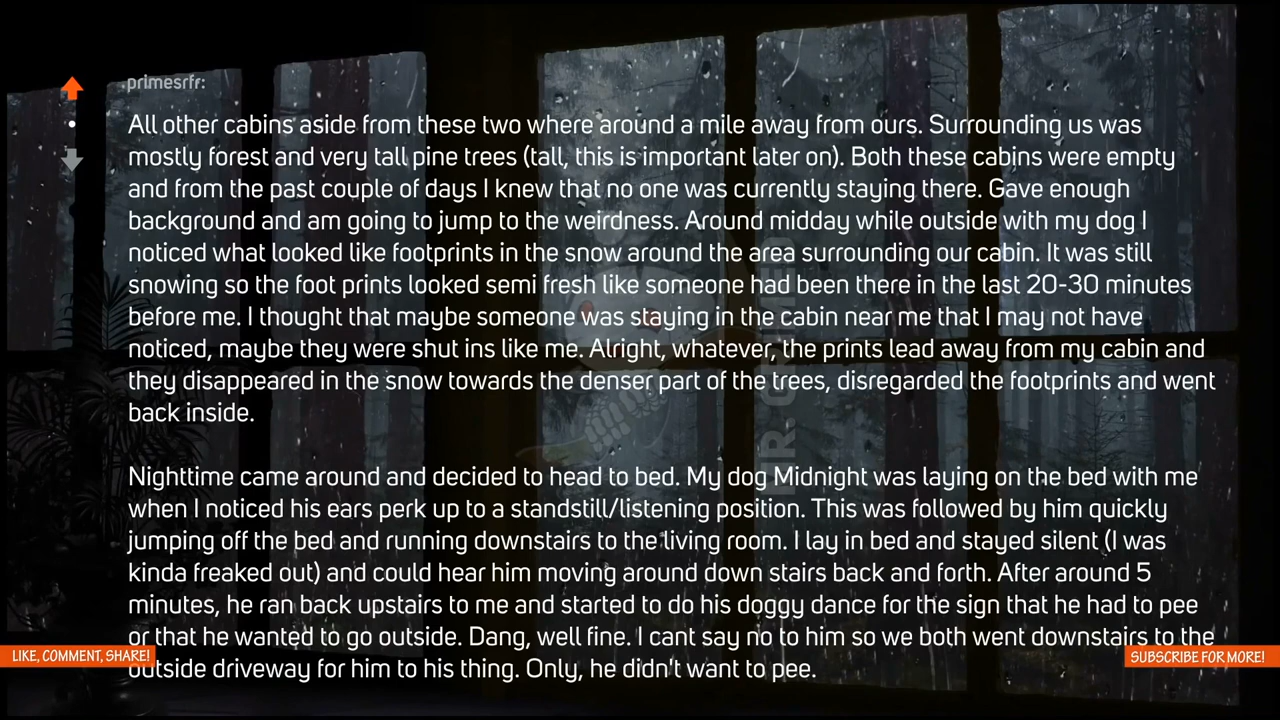 primesrfr:
All other cabins aside from these two where around a mile away from ours. Surrounding us was
mostly forest and very tall pine trees (tall, this is important later on). Both these cabins were empty
and from the past couple of days I knew that no one was currently staying there. Gave enough
background and am going to jump to the weirdness. Around midday while outside with my dog I
noticed what looked like footprints in the snow around the area surrounding our cabin. It was still
snowing so the foot prints looked semi fresh like someone had been there in the last 20-30 minutes
before me. I thought that maybe someone was staying in the cabin near me that I may not have
noticed, maybe they were shut ins like me. Alright, whatever, the prints lead away from my cabin and
they disappeared in the snow towards the denser part of the trees, disregarded the footprints and went
back inside.
Nighttime came around and decided to head to bed. My dog Midnight was laying on the bed with me
when I noticed his ears perk up to a standstill/listening position. This was followed by him quickly
jumping off the bed and running downstairs to the living room. I lay in bed and stayed silent (I was
kinda freaked out) and could hear him moving around down stairs back and forth. After around 5
minutes, he ran back upstairs to me and started to do his doggy dance for the sign that he had to pee
or that he wanted to go outside. Dang, well fine. I cant say no to him so we both went downstairs to the
outside driveway for him to his thing. Only, he didn't want to pee.
LIKE, COMMENT, SHARE!
SUBSCRIBE FOR MORE!